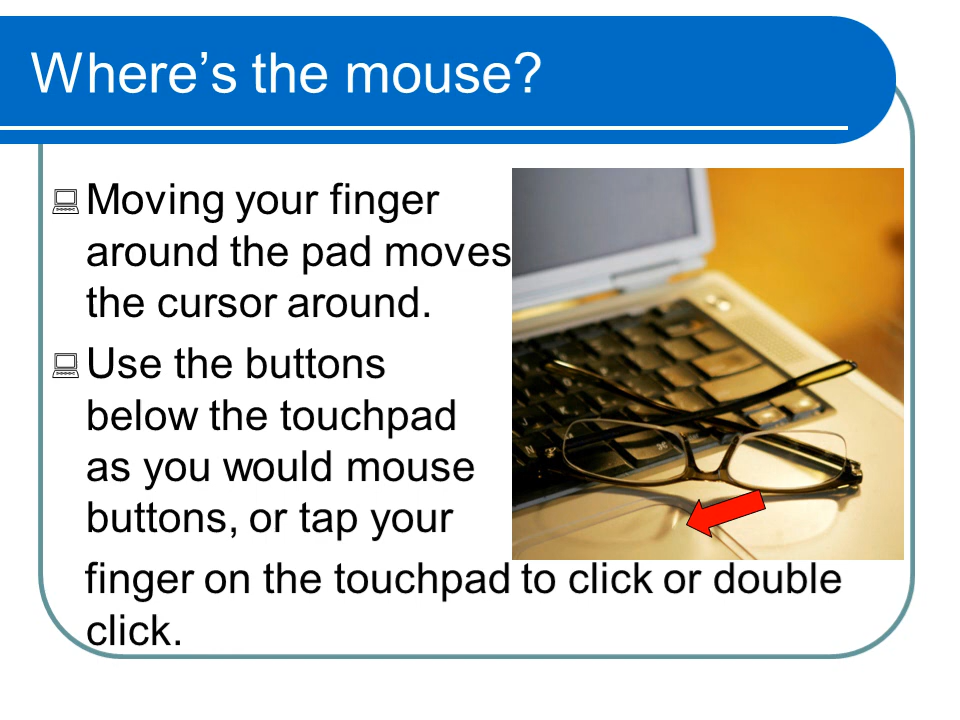 Where’s the mouse?
Moving your finger
around the pad moves
the cursor around.
Use the buttons
below the touchpad
as you would mouse
buttons, or tap your
finger on the touchpad to click or double
click.